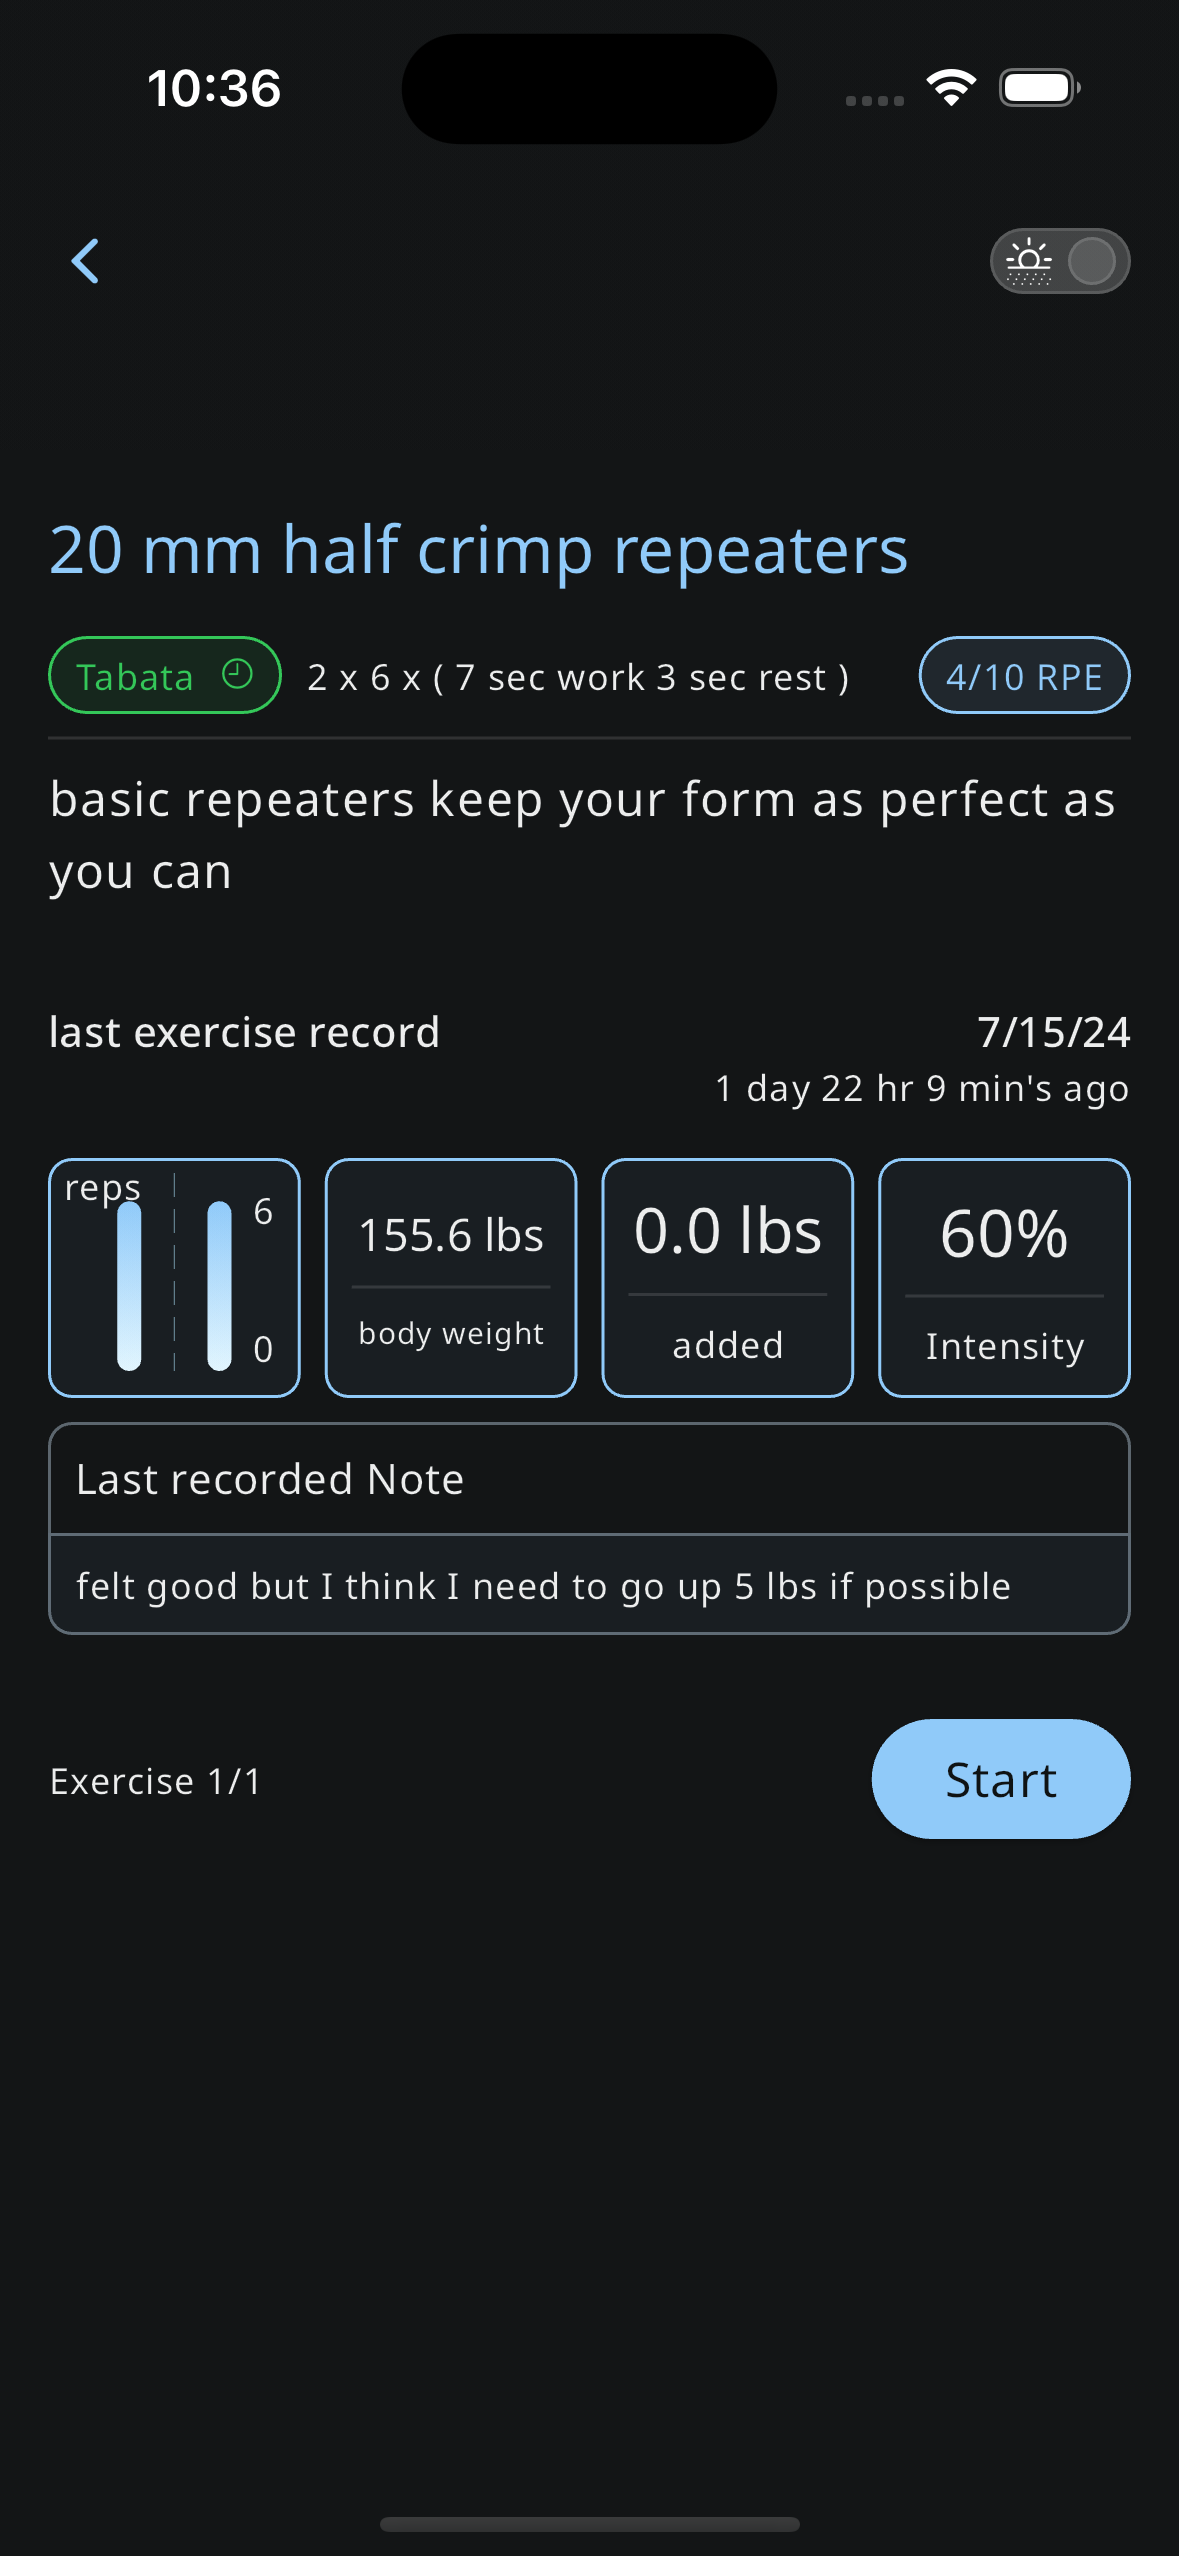 10:36
20 mm half crimp repeaters
Tabata 2 x 6 x ( 7 sec work 3 sec rest ) 4/10 RPE
basic repeaters keep your form as perfect as
you can
last exercise record 7/15/24
1 day 22 hr 9 min's ago
reps
6
0
155.6 lbs
body weight
0.0 lbs
added
60%
Intensity
Last recorded Note
felt good but I think I need to go up 5 lbs if possible
Exercise 1/1
Start